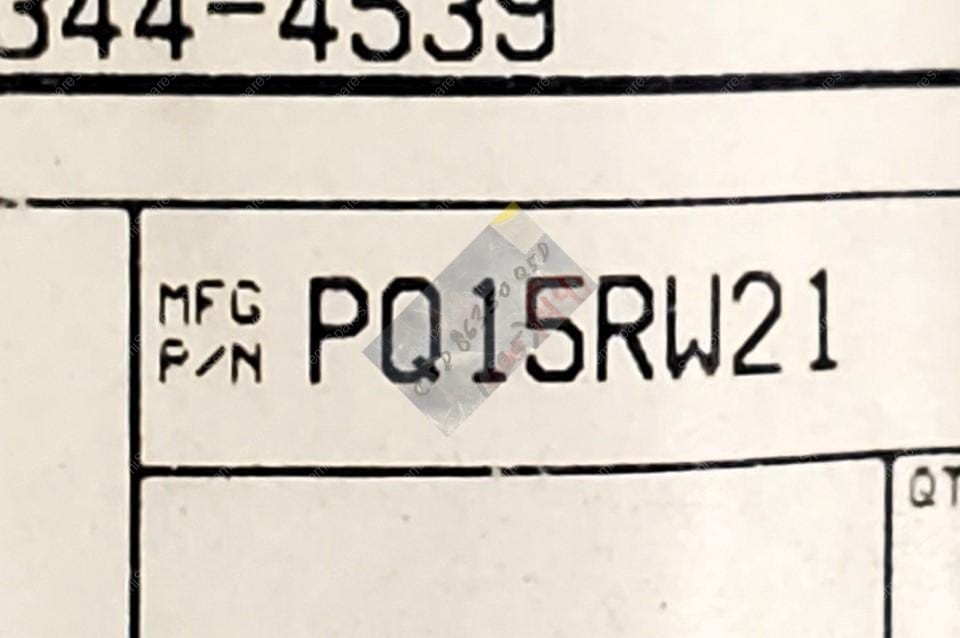 344-4539
MFG
P/N PQ15RW21
QT